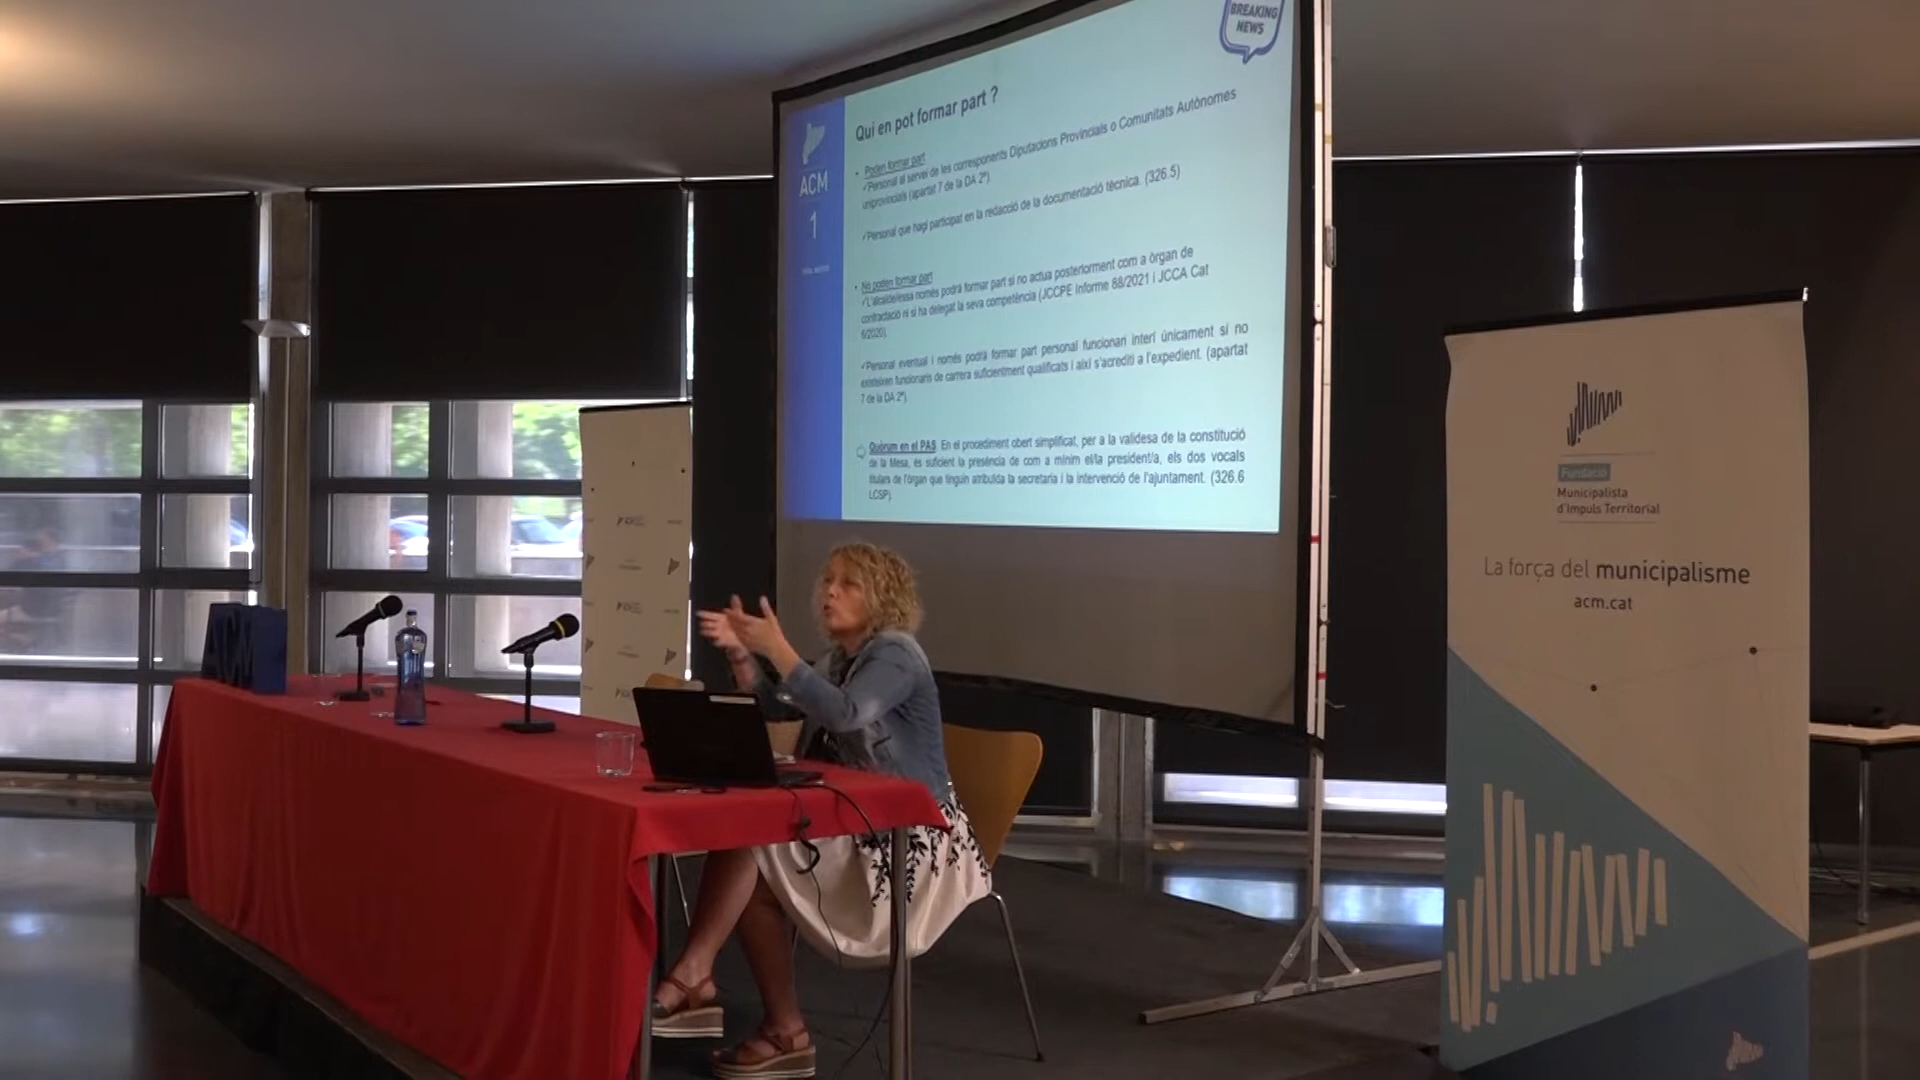 BREAKING
NEWS
ACM
1
Qui en pot formar part ?
• Poden formar part
✓Personal al servei de les corresponents Diputacions Provincials o Comunitats Autònomes
uniprovincials (apartat 7 de la DA 2ª)
✓Personal que hagi participat en la redacció de la documentació tècnica. (326.5)
• No poden formar part
✓L'alcalde/essa només podrà formar part si no actua posteriorment com a òrgan de
contractació ni si ha delegat la seva competència (JCCPE Informe 88/2021 i JCCA Cat
6/2020).
✓Personal eventual i només podrà formar part personal funcionan interí únicament si no
existeixen funcionaris de carrera suficientment qualificats i així s'acrediti a l'expedient. (apartat
7 de la DA 2ª).
Quòrum en el PAS. En el procediment obert simplificat, per a la validesa de la constitució
de la Mesa, és suficient la presència de com a mínim el/la president/a, els dos vocals
titulars de l'òrgan que tinguin atribuïda la secretaria i la intervenció de l'ajuntament. (326.6
LCSP).
Fundació
Municipalista
d'Impuls Territorial
La força del municipalisme
acm.cat
ACM
ACM
ACM
ACM